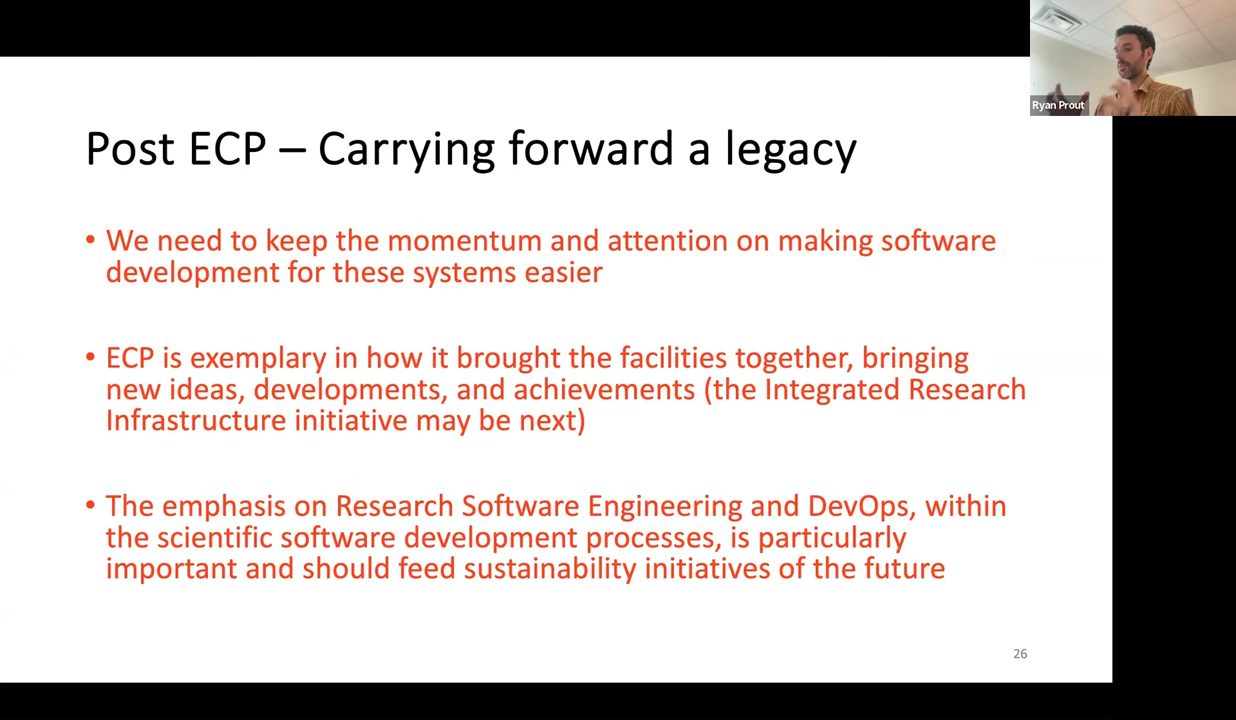 Ryan Prout
Post ECP – Carrying forward a legacy
• We need to keep the momentum and attention on making software
development for these systems easier
• ECP is exemplary in how it brought the facilities together, bringing
new ideas, developments, and achievements (the Integrated Research
Infrastructure initiative may be next)
• The emphasis on Research Software Engineering and DevOps, within
the scientific software development processes, is particularly
important and should feed sustainability initiatives of the future
26